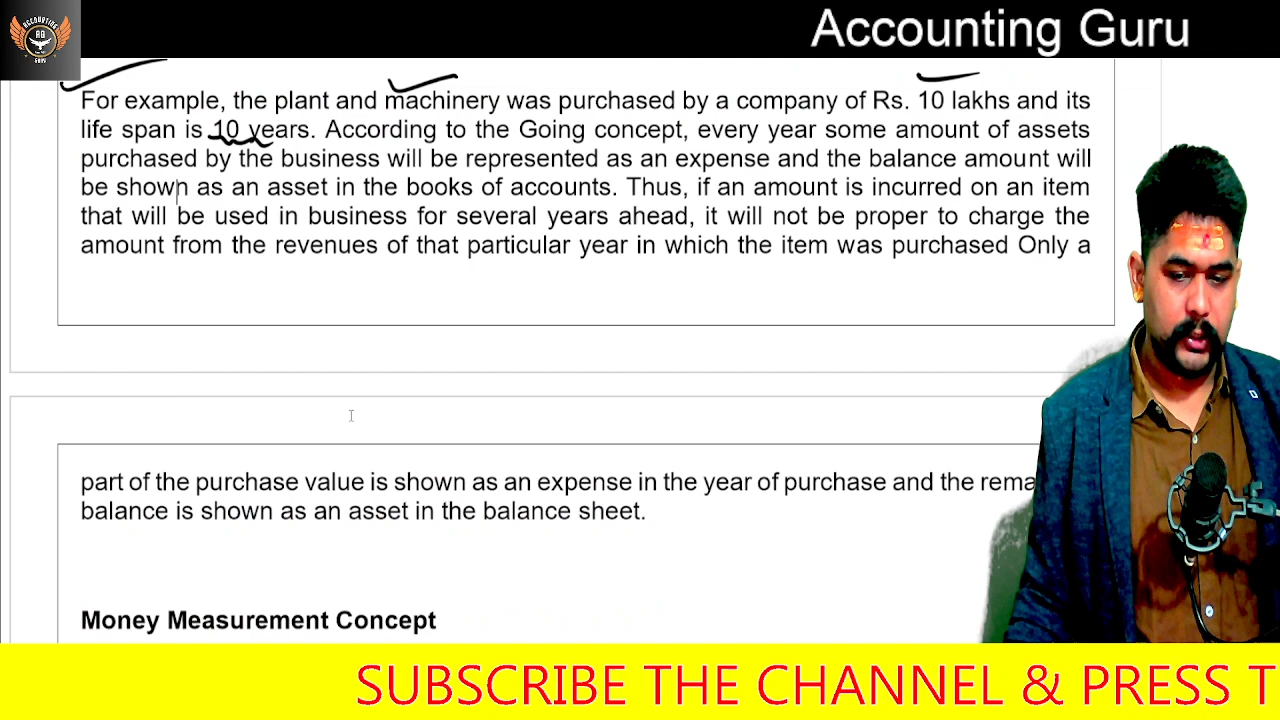 ACCOUNTING
AG
GURU
Accounting Guru
For example, the plant and machinery was purchased by a company of Rs. 10 lakhs and its
life span is 10 years. According to the Going concept, every year some amount of assets
purchased by the business will be represented as an expense and the balance amount will
be shown as an asset in the books of accounts. Thus, if an amount is incurred on an item
that will be used in business for several years ahead, it will not be proper to charge the
amount from the revenues of that particular year in which the item was purchased Only a
part of the purchase value is shown as an expense in the year of purchase and the rema
balance is shown as an asset in the balance sheet.
Money Measurement Concept
SUBSCRIBE THE CHANNEL & PRESS T